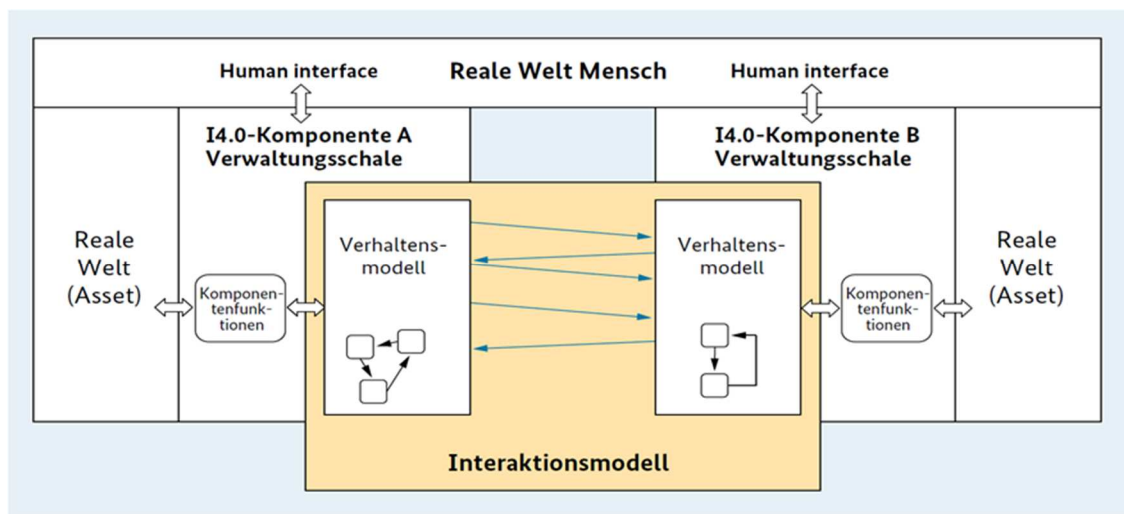 Human interface
Reale Welt Mensch
Human interface
I4.0-Komponente A
Verwaltungsschale
I4.0-Komponente B
Verwaltungsschale
Reale
Welt
(Asset)
Komponen-
tenfunk-
tionen
Verhaltens-
modell
Verhaltens-
modell
Komponen-
tenfunk-
tionen
Reale
Welt
(Asset)
Interaktionsmodell